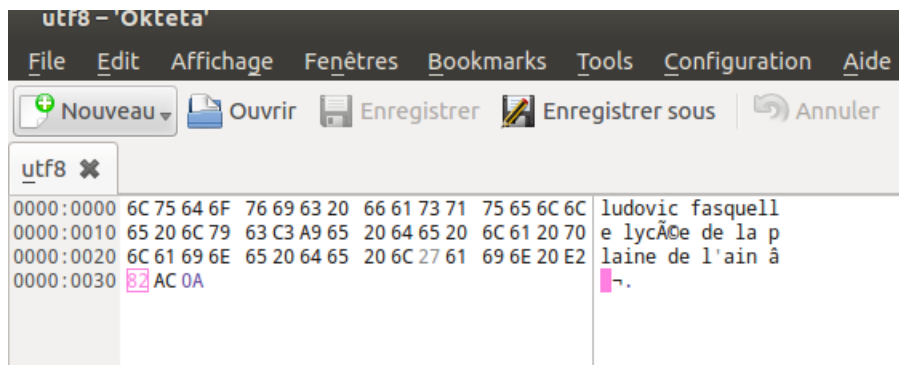 utf8 – 'Okteta'
File Edit Affichage Fenêtres Bookmarks Tools Configuration Aide
Nouveau Ouvrir Enregistrer Enregistrer sous Annuler
utf8
0000:0000 6C 75 64 6F 76 69 63 20 66 61 73 71 75 65 6C 6C ludovic fasquell
0000:0010 65 20 6C 79 63 C3 A9 65 20 64 65 20 6C 61 20 70 e lycÃ©e de la p
0000:0020 6C 61 69 6E 65 20 64 65 20 6C 27 61 69 6E 20 E2 laine de l'ain â
0000:0030 82 AC 0A ¬.